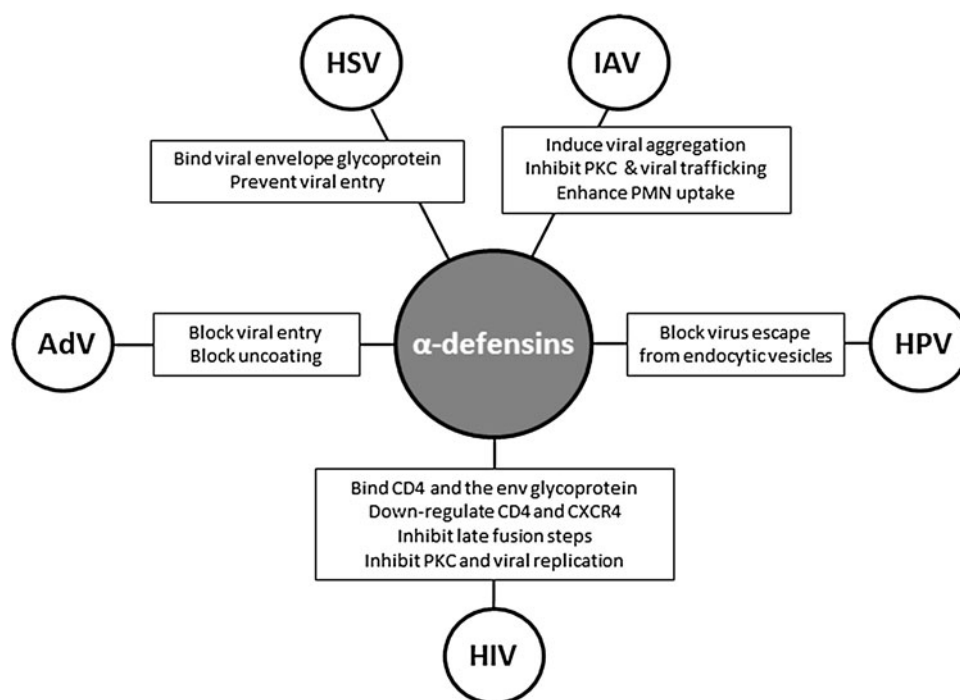 HSV
IAV
Bind viral envelope glycoprotein
Prevent viral entry
Induce viral aggregation
Inhibit PKC & viral trafficking
Enhance PMN uptake
AdV
Block viral entry
Block uncoating
α-defensins
Block virus escape
from endocytic vesicles
HPV
Bind CD4 and the env glycoprotein
Down-regulate CD4 and CXCR4
Inhibit late fusion steps
Inhibit PKC and viral replication
HIV